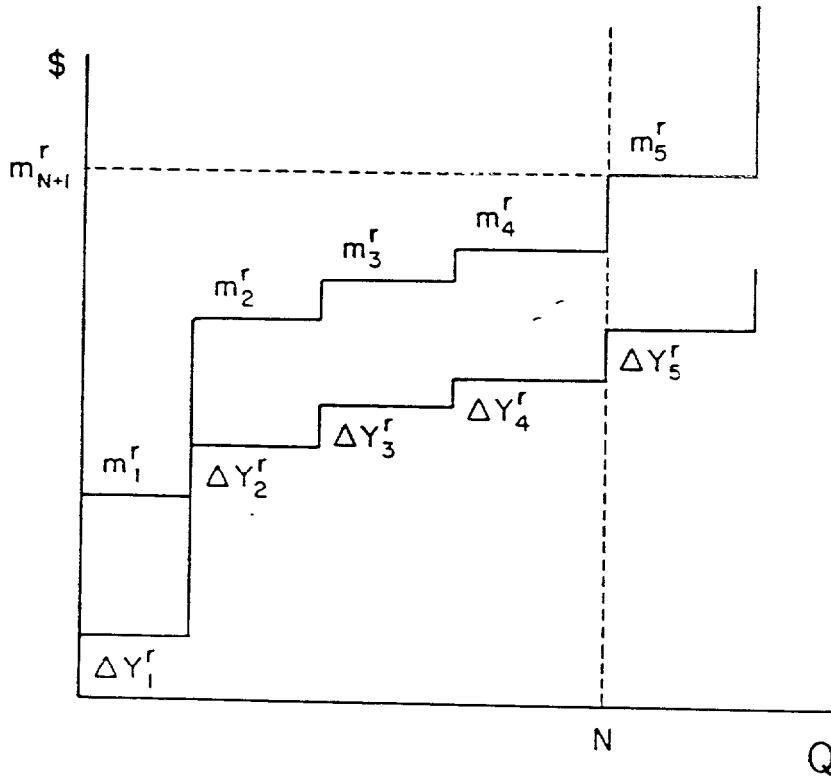 $
m^r_{N+1}
m^r_5
m^r_4
m^r_3
m^r_2
ΔY^r_5
ΔY^r_4
ΔY^r_3
m^r_1
ΔY^r_2
ΔY^r_1
N
Q